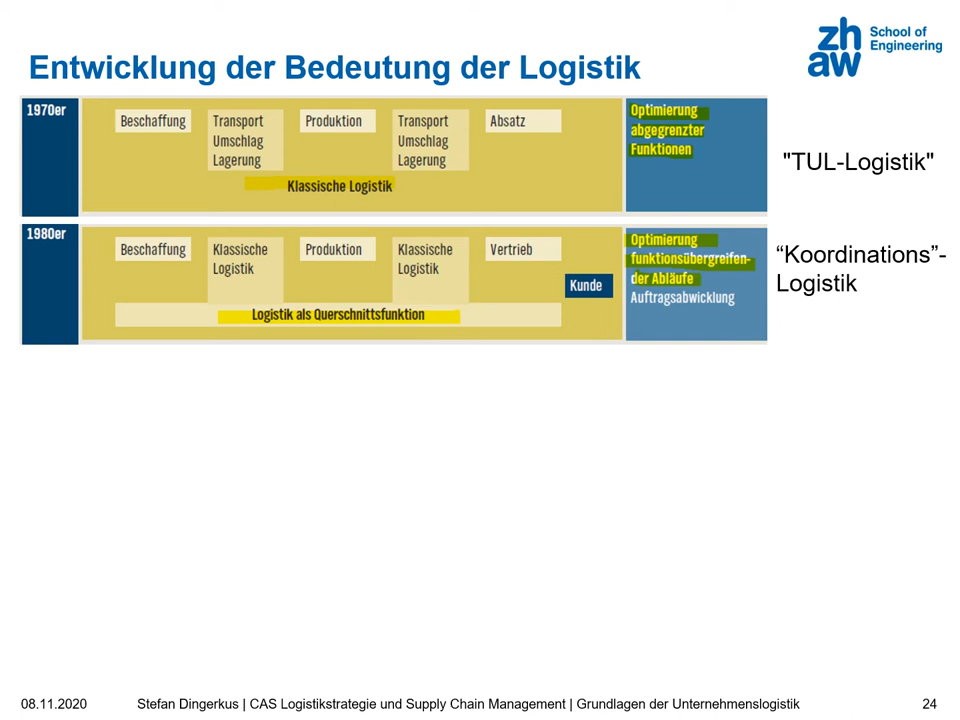 zh
aw
School of
Engineering
Entwicklung der Bedeutung der Logistik
1970er
Beschaffung
Transport
Umschlag
Lagerung
Produktion
Transport
Umschlag
Lagerung
Absatz
Klassische Logistik
Optimierung
abgegrenzter
Funktionen
"TUL-Logistik"
1980er
Beschaffung
Klassische
Logistik
Produktion
Klassische
Logistik
Vertrieb
Kunde
Logistik als Querschnittsfunktion
Optimierung
funktionsübergreifen-
der Abläufe
Auftragsabwicklung
“Koordinations”-
Logistik
08.11.2020
Stefan Dingerkus | CAS Logistikstrategie und Supply Chain Management | Grundlagen der Unternehmenslogistik
24